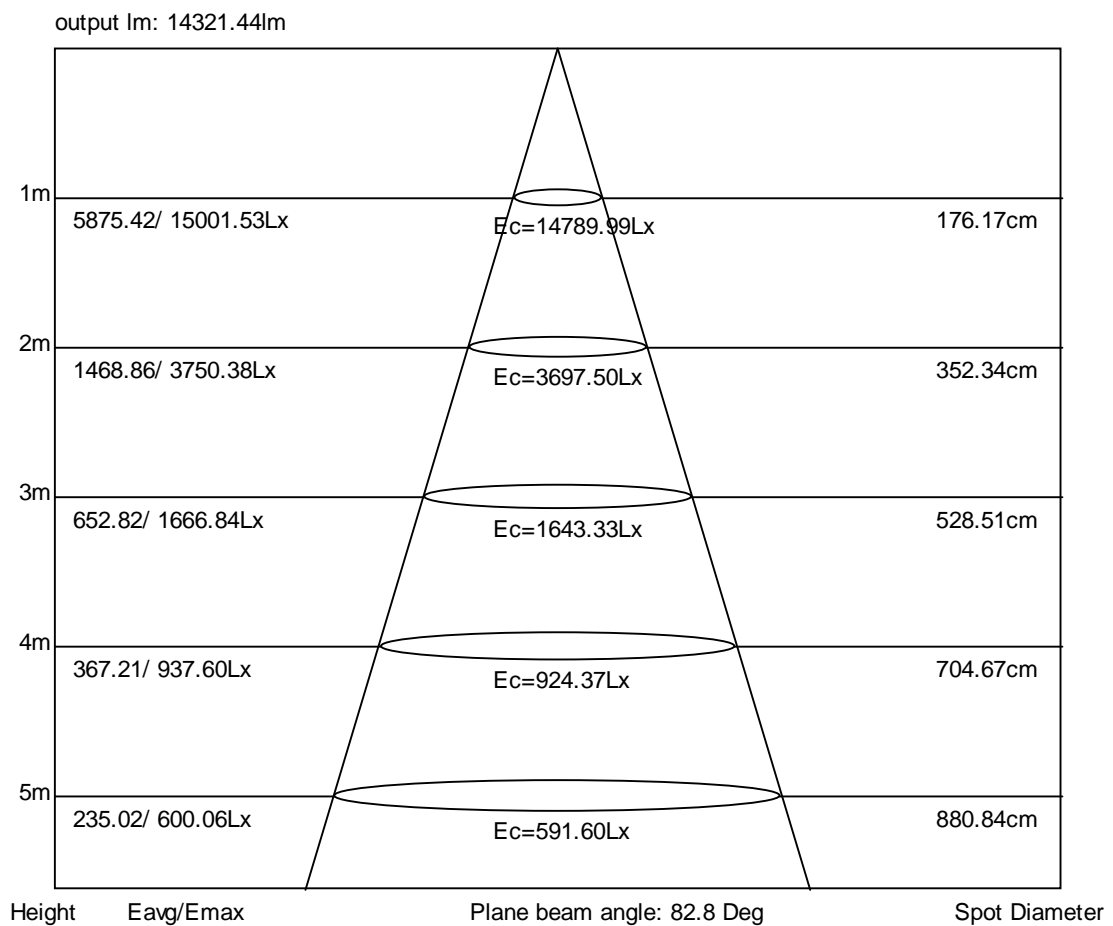 output lm: 14321.44lm
1m
5875.42/ 15001.53Lx
Ec=14789.99Lx
176.17cm
2m
1468.86/ 3750.38Lx
Ec=3697.50Lx
352.34cm
3m
652.82/ 1666.84Lx
Ec=1643.33Lx
528.51cm
4m
367.21/ 937.60Lx
Ec=924.37Lx
704.67cm
5m
235.02/ 600.06Lx
Ec=591.60Lx
880.84cm
Height Eavg/Emax Plane beam angle: 82.8 Deg Spot Diameter